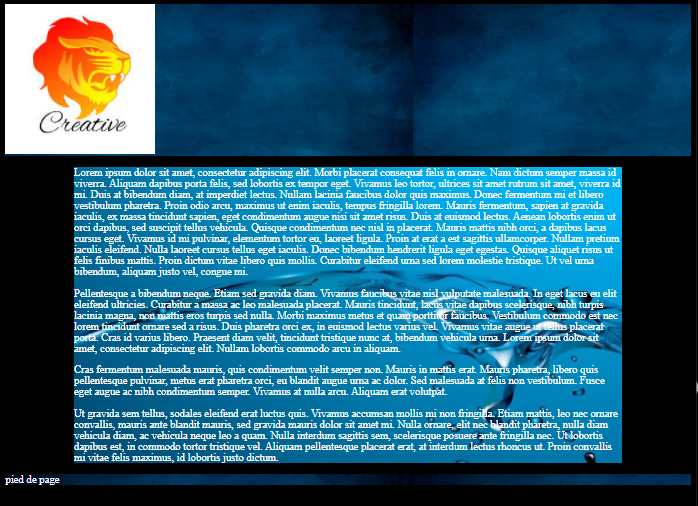 Creative
Lorem ipsum dolor sit amet, consectetur adipiscing elit. Morbi placerat consequat felis in ornare. Nam dictum semper massa id
viverra. Aliquam dapibus porta felis, sed lobortis ex tempor eget. Vivamus leo tortor, ultrices sit amet rutrum sit amet, viverra id
mi. Duis at bibendum diam, at imperdiet lectus. Nullam lacinia faucibus dolor quis maximus. Donec fermentum mi et libero
vestibulum pharetra. Proin odio arcu, maximus ut enim iaculis, tempus fringilla lorem. Mauris fermentum, sapien at gravida
iaculis, ex massa tincidunt sapien, eget condimentum augue nisi sit amet risus. Duis at euismod lectus. Aenean lobortis enim ut
orci dapibus, sed suscipit tellus vehicula. Quisque condimentum nec nisl in placerat. Mauris mattis nibh orci, a dapibus lacus
cursus eget. Vivamus id mi pulvinar, elementum tortor eu, laoreet ligula. Proin at erat a est sagittis ullamcorper. Nullam pretium
iaculis eleifend. Nulla laoreet cursus tellus eget iaculis. Donec bibendum hendrerit ligula eget egestas. Quisque aliquet risus ut
felis finibus mattis. Proin dictum vitae libero quis mollis. Curabitur eleifend urna sed lorem molestie tristique. Ut vel urna
bibendum, aliquam justo vel, congue mi.
Pellentesque a bibendum neque. Etiam sed gravida diam. Vivamus faucibus vitae nisl vulputate malesuada. In eget lacus eu elit
eleifend ultricies. Curabitur a massa ac leo malesuada placerat. Mauris tincidunt, lacus vitae dapibus scelerisque, nibh turpis
lacinia magna, non mattis eros turpis sed nulla. Morbi maximus metus et quam porttitor faucibus. Vestibulum commodo est nec
lorem tincidunt ornare sed a risus. Duis pharetra orci ex, in euismod lectus varius vel. Vivamus vitae augue ut tellus placerat
porta. Cras id varius libero. Praesent diam velit, tincidunt tristique nunc at, bibendum vehicula urna. Lorem ipsum dolor sit
amet, consectetur adipiscing elit. Nullam lobortis commodo arcu in aliquam.
Cras fermentum malesuada mauris, quis condimentum velit semper non. Mauris in mattis erat. Mauris pharetra, libero quis
pellentesque pulvinar, metus erat pharetra orci, eu blandit augue urna ac dolor. Sed malesuada at felis non vestibulum. Fusce
eget augue ac nibh condimentum semper. Vivamus at nulla arcu. Aliquam erat volutpat.
Ut gravida sem tellus, sodales eleifend erat luctus quis. Vivamus accumsan mollis mi non fringilla. Etiam mattis, leo nec ornare
convallis, mauris ante blandit mauris, sed gravida mauris dolor sit amet mi. Nulla ornare, elit nec blandit pharetra, nulla diam
vehicula diam, ac vehicula neque leo a quam. Nulla interdum sagittis sem, scelerisque posuere ante fringilla nec. Ut lobortis
dapibus est, in commodo tortor tristique vel. Aliquam pellentesque placerat erat, at interdum lectus rhoncus ut. Proin convallis
mi vitae felis maximus, id lobortis justo dictum.
pied de page